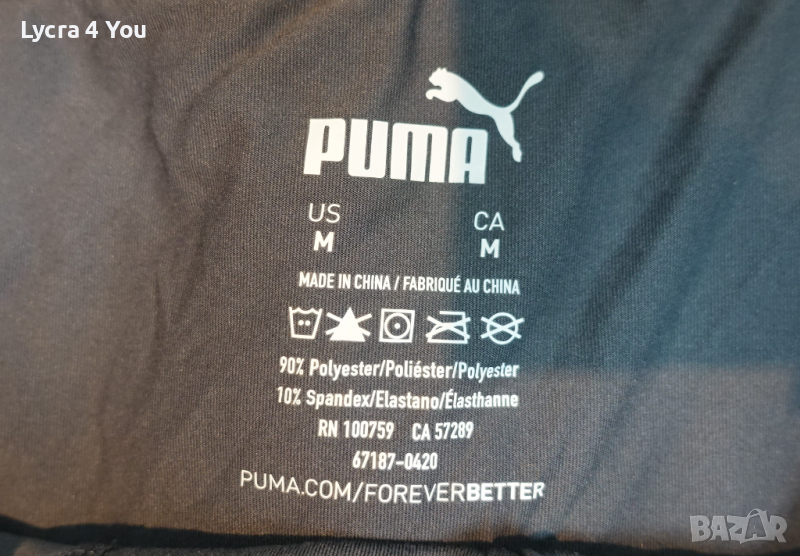 Lycra 4 You
PUMA
US CA
M M
MADE IN CHINA / FABRIQUÉ AU CHINA
90% Polyester/Poliéster/Polyester
10% Spandex/Elastano/Élasthanne
RN 100759 CA 57289
67187-0420
PUMA.COM/FOREVERBETTER
BAZAR